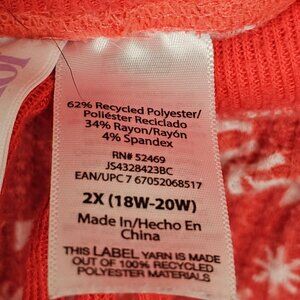 62% Recycled Polyester/
Poliéster Reciclado
34% Rayon/Rayón
4% Spandex
RN# 52469
JS4328423BC
EAN/UPC 7 67052068517
2X (18W-20W)
Made In/Hecho En
China
THIS LABEL YARN IS MADE
OUT OF 100% RECYCLED
POLYESTER MATERIALS